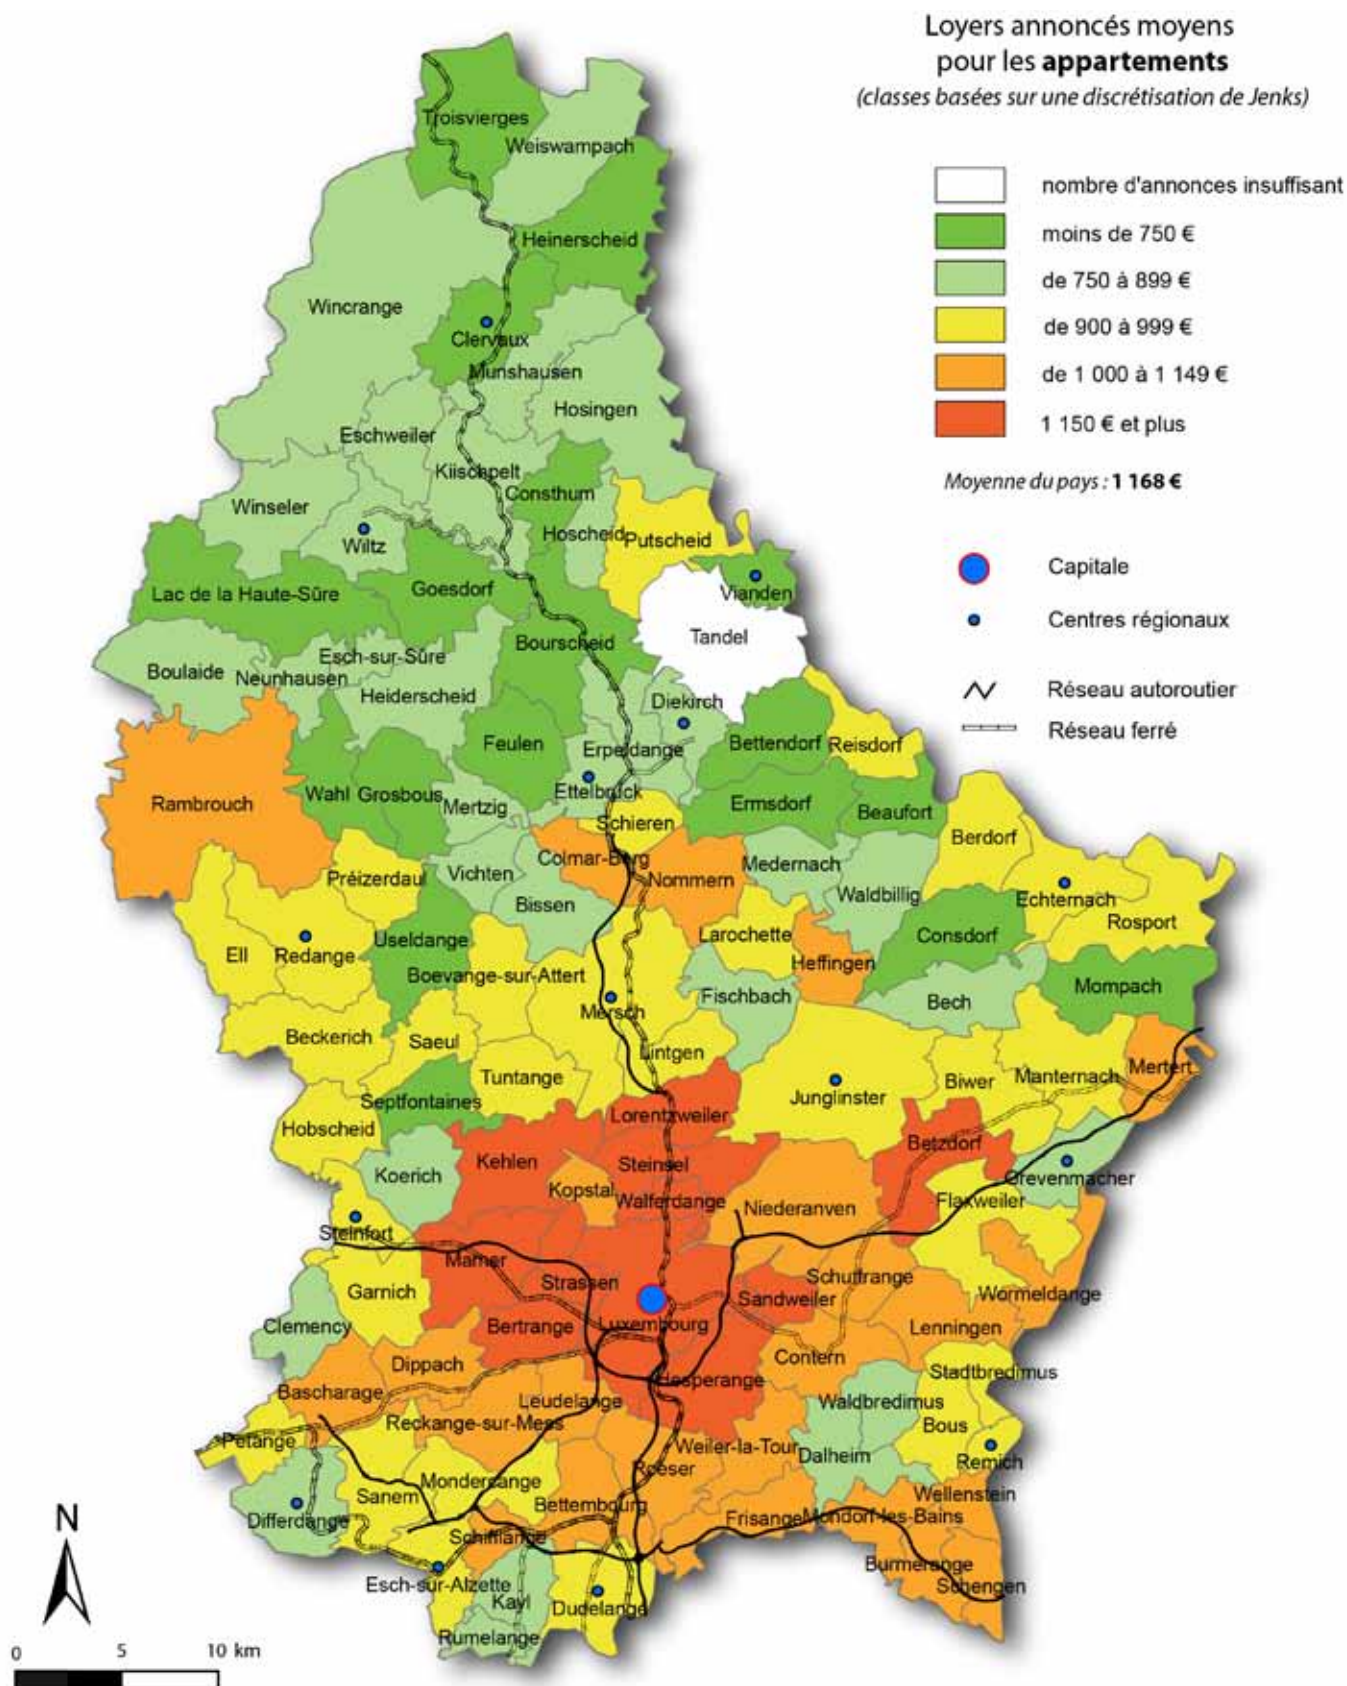 Loyers annoncés moyens
pour les appartements
(classes basées sur une discrétisation de Jenks)
nombre d'annonces insuffisant
moins de 750 €
de 750 à 899 €
de 900 à 999 €
de 1 000 à 1 149 €
1 150 € et plus
Moyenne du pays : 1 168 €
Capitale
Centres régionaux
Réseau autoroutier
Réseau ferré
Troisvierges
Weiswampach
Heinerscheid
Wincrange
Clervaux
Munshausen
Hosingen
Eschweiler
Kiischpelt
Consthum
Winseler
Wiltz
Hoscheid
Putscheid
Vianden
Lac de la Haute-Sûre
Goesdorf
Tandel
Bourscheid
Esch-sur-Sûre
Boulaide
Neunhausen
Heiderscheid
Diekirch
Feulen
Erpeldange
Bettendorf
Reisdorf
Rambrouch
Wahl
Grosbous
Mertzig
Ettelbruck
Ermsdorf
Beaufort
Schieren
Berdorf
Colmar-Berg
Préizerdaul
Vichten
Nommern
Medernach
Waldbillig
Echternach
Bissen
Rosport
Useldange
Larochette
Consdorf
Ell
Redange
Heffingen
Boevange-sur-Attert
Mompach
Fischbach
Bech
Mersch
Beckerich
Saeul
Lintgen
Mertert
Tuntange
Biwer
Manternach
Junglinster
Septfontaines
Lorentzweiler
Hobscheid
Betzdorf
Kehlen
Steinsel
Koerich
Grevenmacher
Kopstal
Walferdange
Niederanven
Flaxweiler
Steinfort
Mamer
Strassen
Schuttrange
Garnich
Sandweiler
Wormeldange
Clemency
Bertrange
Luxembourg
Lenningen
Dippach
Contern
Stadtbredimus
Bascharage
Hesperange
Leudelange
Waldbredimus
Reckange-sur-Mess
Bous
Pétange
Weiler-la-Tour
Dalheim
Remich
Roeser
Mondercange
Sanem
Wellenstein
Bettembourg
Differdange
Frisange
Mondorf-les-Bains
Schifflange
Burmerange
Esch-sur-Alzette
Schengen
Kayl
Dudelange
Rumelange
N
0 5 10 km